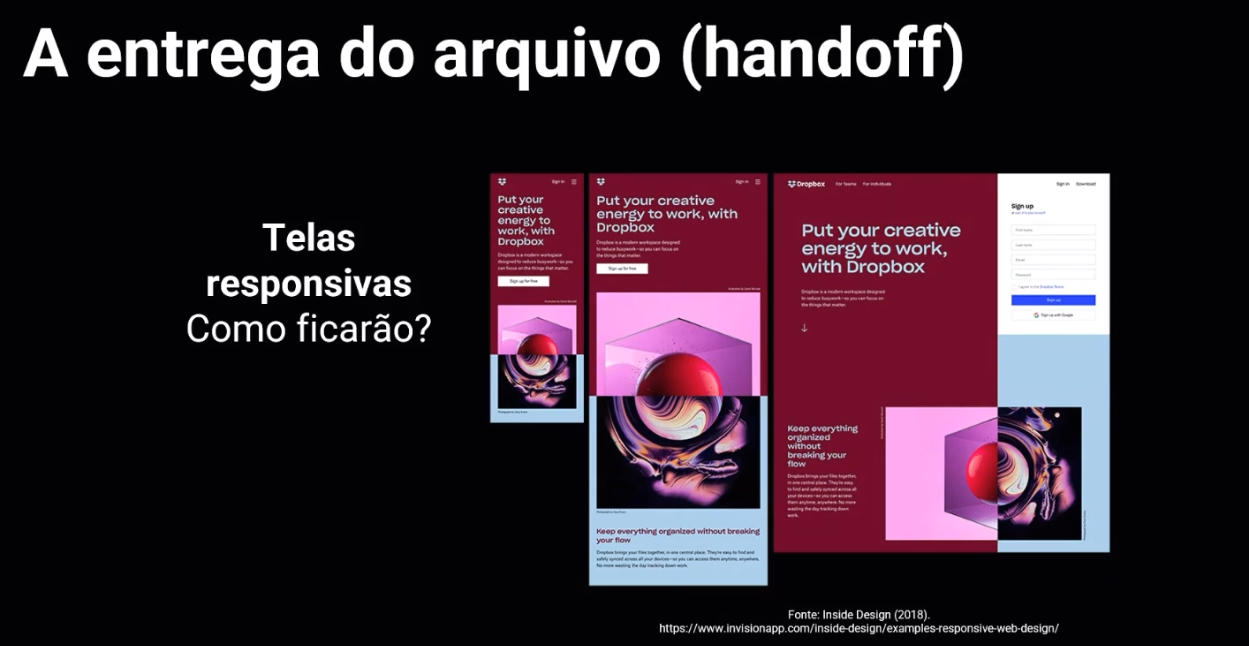 A entrega do arquivo (handoff)
Telas
responsivas
Como ficarão?
Sign in
Put your
creative
energy to
work, with
Dropbox
Dropbox is a modern workspace
designed to reduce busywork—so you
can focus on the things that matter.
Sign up for free
Sign in
Put your creative
energy to work, with
Dropbox
Dropbox is a modern workspace designed
to reduce busywork—so you can focus on
the things that matter.
Sign up for free
Keep everything organized without breaking
your flow
Dropbox brings your files together, in one central place. They're easy to find and
safely synced across all your devices—so you can access them anytime, anywhere.
No more wasting the day tracking down work.
Dropbox For Teams For Individuals
Put your creative
energy to work,
with Dropbox
Dropbox is a modern workspace designed
to reduce busywork—so you can focus on
the things that matter.
Keep everything
organized
without
breaking your
flow
Dropbox brings your files together,
in one central place. They're easy
to find and safely synced across all
your devices—so you can access
them anytime, anywhere. No more
wasting the day tracking down
work.
Sign in Download
Sign up
First name
Last name
Email
Password
I agree to the Dropbox Terms
Sign up
Sign up with Google
Fonte: Inside Design (2018).
https://www.invisionapp.com/inside-design/examples-responsive-web-design/